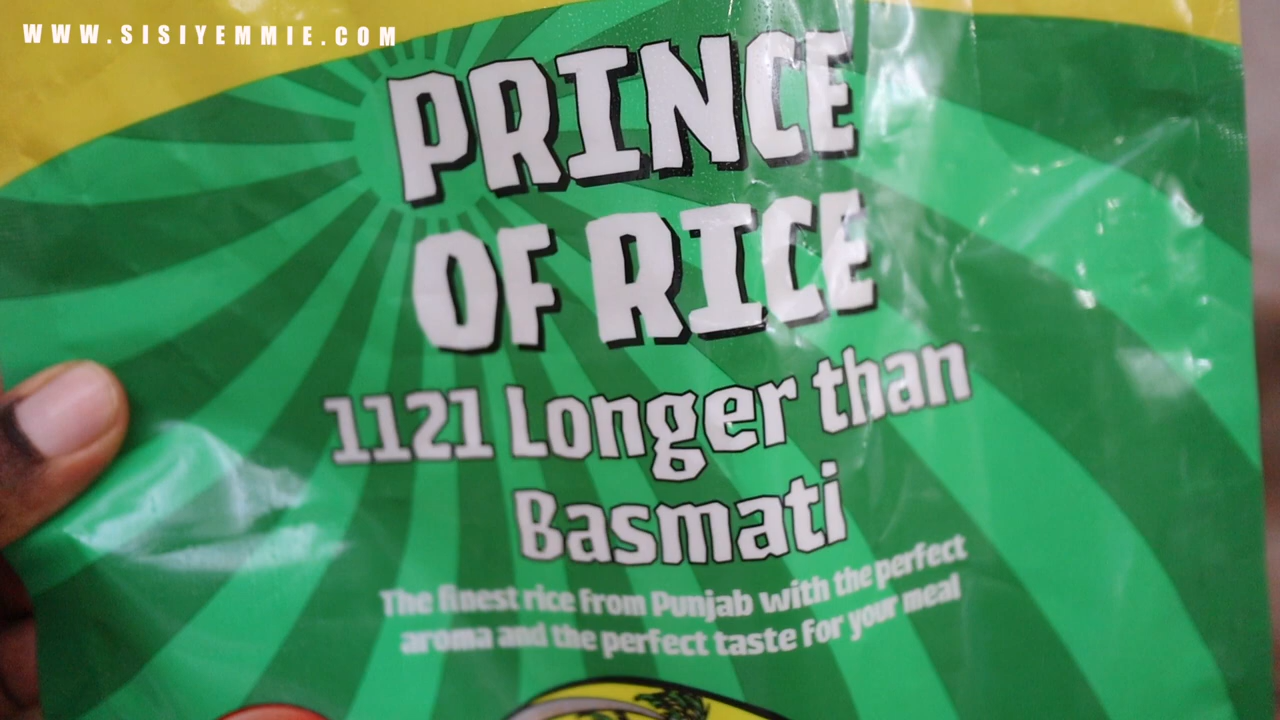 WWW.SISIYEMMIE.COM
PRINCE
OF RICE
1121 Longer than
Basmati
The finest rice from Punjab with the perfect
aroma and the perfect taste for your meal